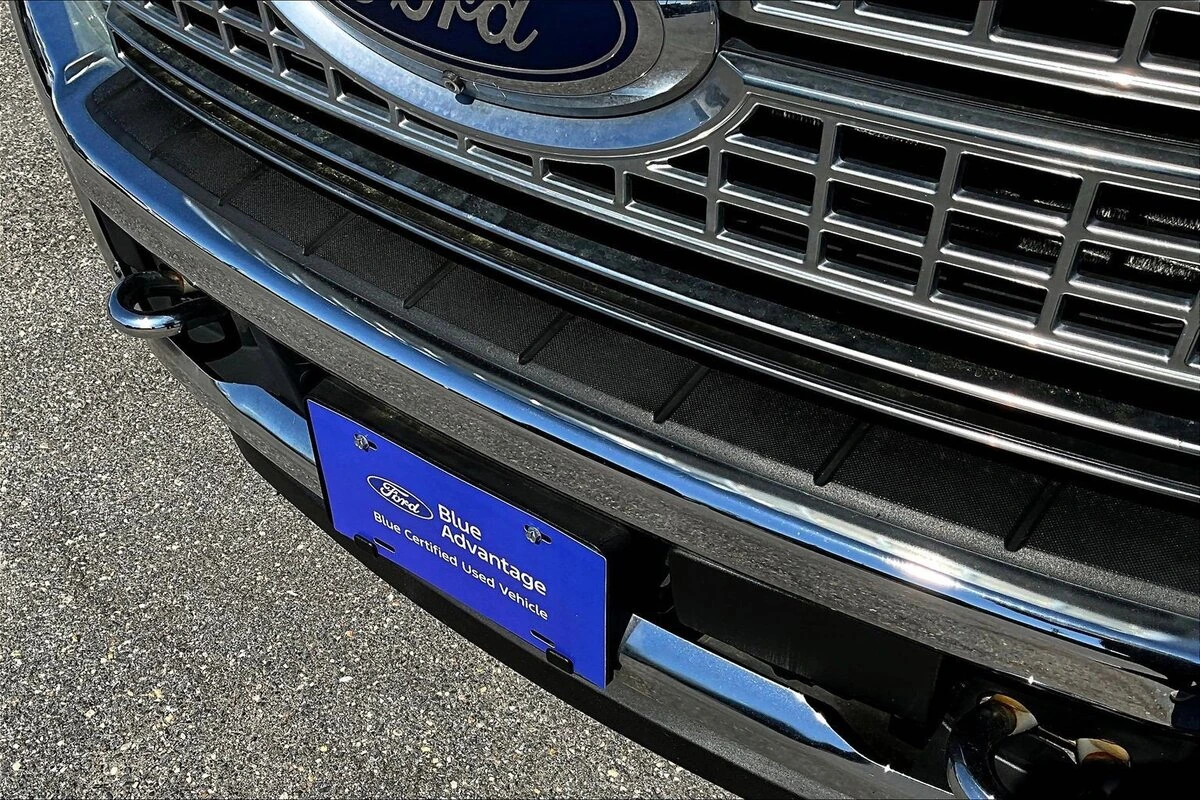 Ford
Ford
Blue
Advantage
Blue Certified Used Vehicle